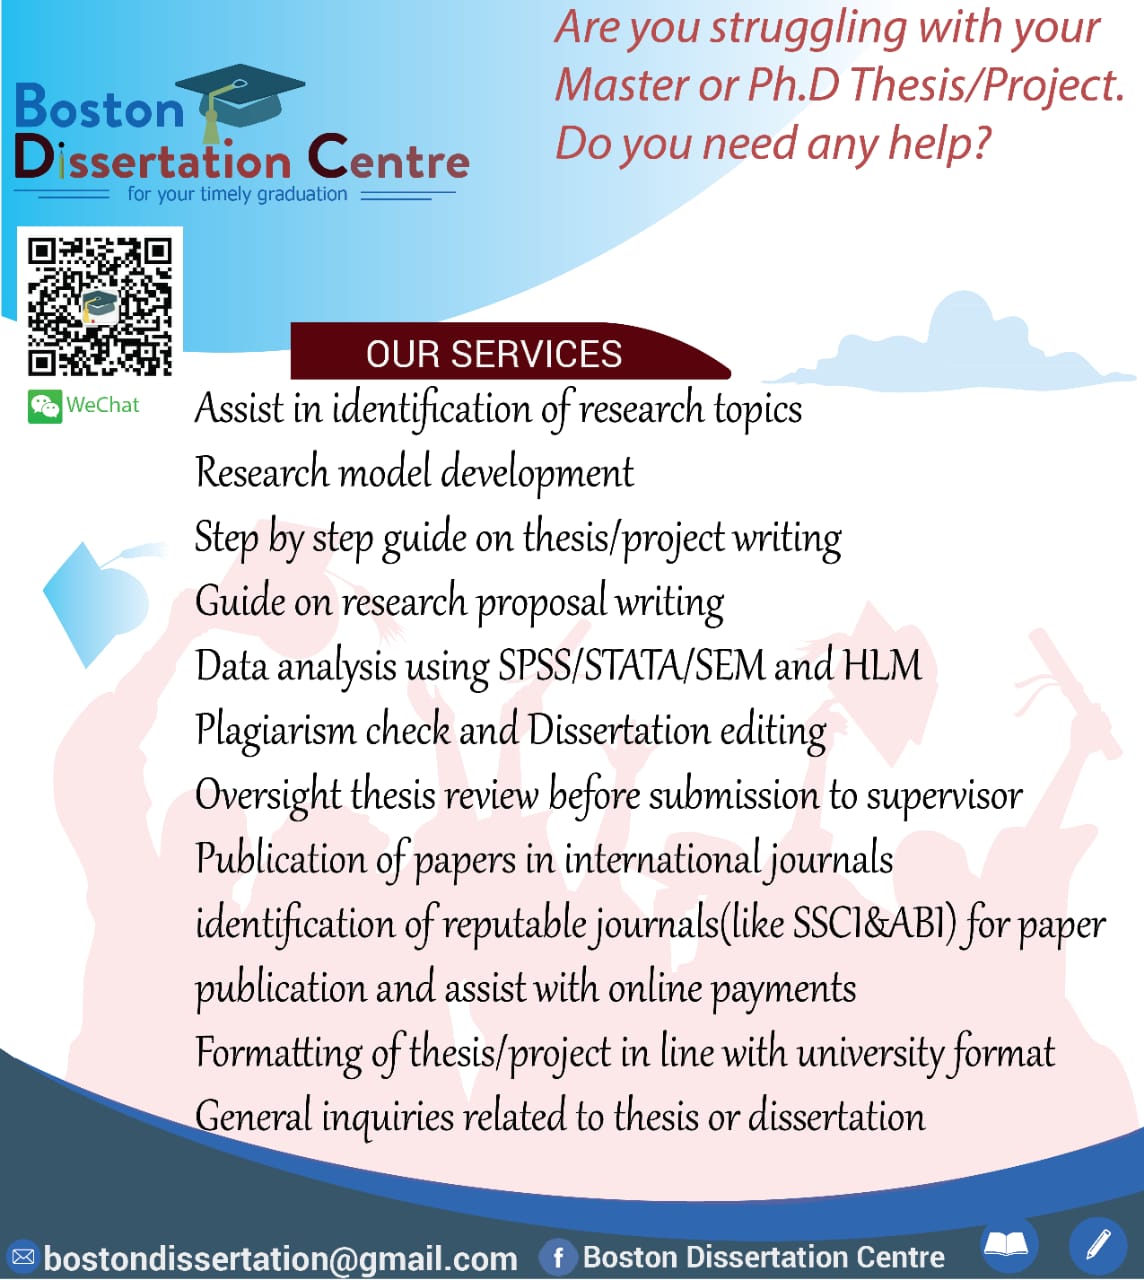 Boston
Dissertation Centre
for your timely graduation
Are you struggling with your
Master or Ph.D Thesis/Project.
Do you need any help?
WeChat
OUR SERVICES
Assist in identification of research topics
Research model development
Step by step guide on thesis/project writing
Guide on research proposal writing
Data analysis using SPSS/STATA/SEM and HLM
Plagiarism check and Dissertation editing
Oversight thesis review before submission to supervisor
Publication of papers in international journals
identification of reputable journals(like SSCI&ABI) for paper
publication and assist with online payments
Formatting of thesis/project in line with university format
General inquiries related to thesis or dissertation
bostondissertation@gmail.com
f Boston Dissertation Centre